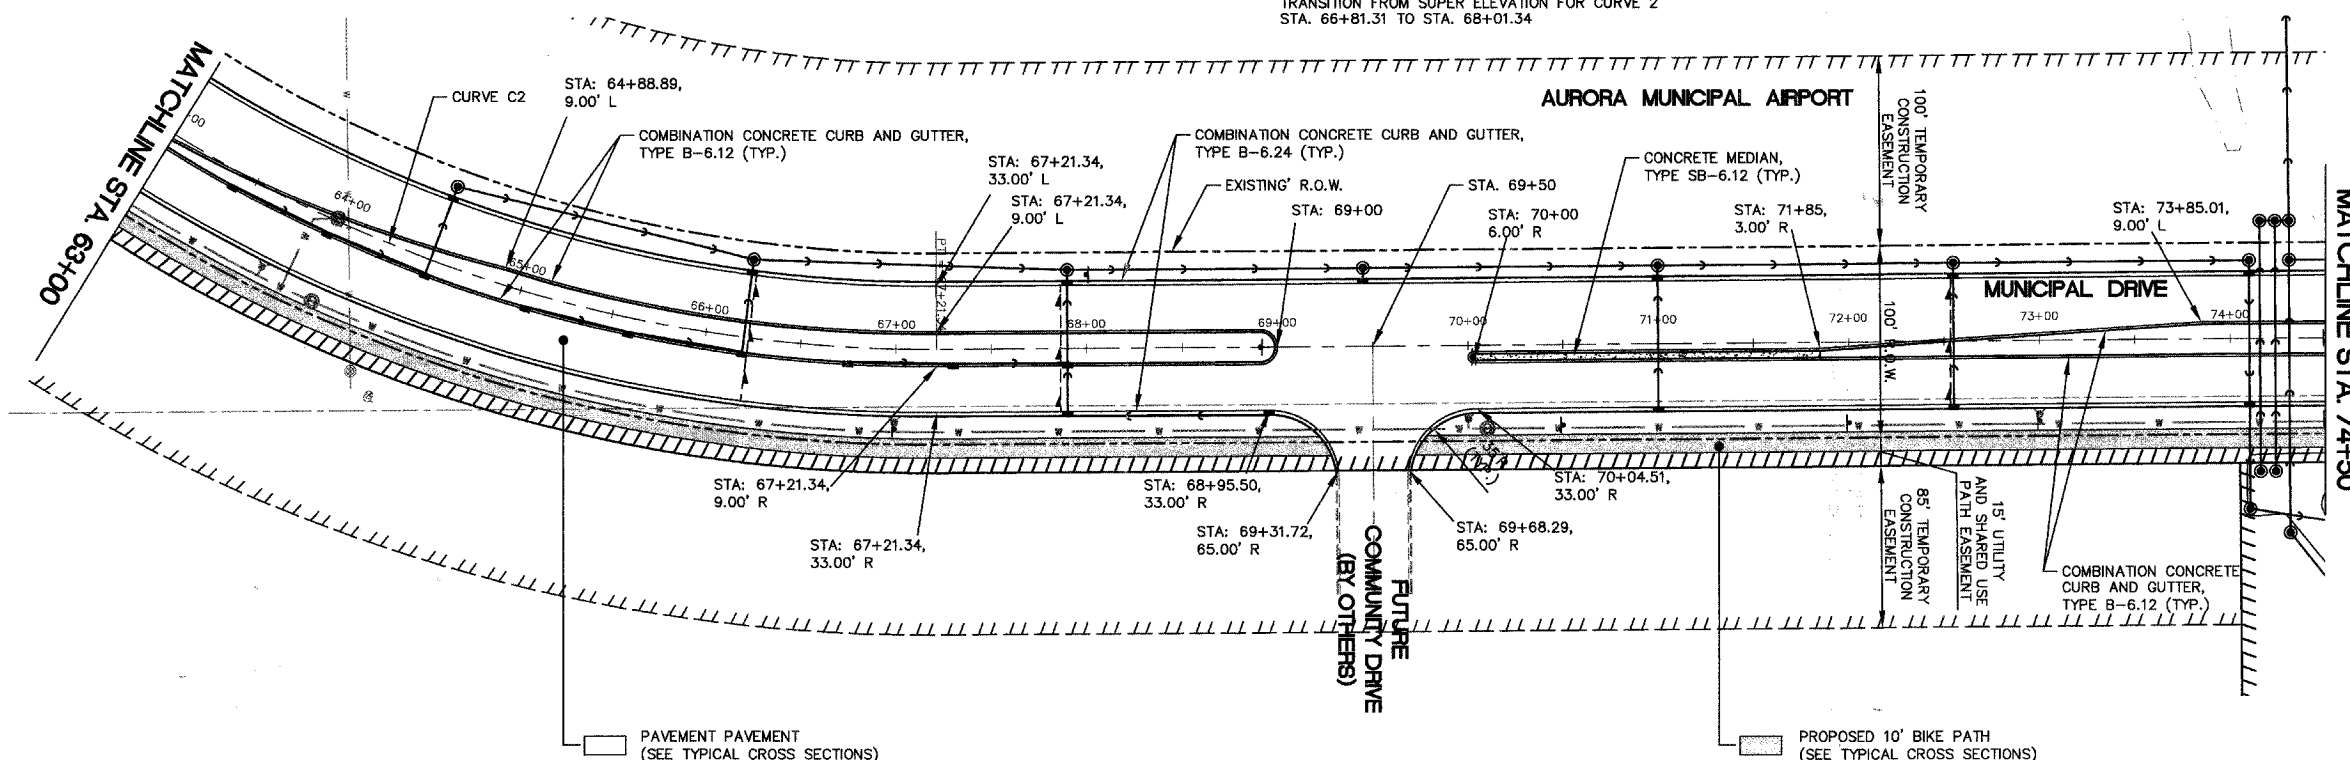 TRANSITION FROM SUPER ELEVATION FOR CURVE 2
STA. 66+81.31 TO STA. 68+01.34
MATCHLINE STA. 63+00
CURVE C2
STA: 64+88.89,
9.00' L
COMBINATION CONCRETE CURB AND GUTTER,
TYPE B-6.12 (TYP.)
STA: 67+21.34,
33.00' L
STA: 67+21.34,
9.00' L
COMBINATION CONCRETE CURB AND GUTTER,
TYPE B-6.24 (TYP.)
EXISTING' R.O.W.
STA: 69+00
STA. 69+50
STA: 70+00
6.00' R
AURORA MUNICIPAL AIRPORT
CONCRETE MEDIAN,
TYPE SB-6.12 (TYP.)
STA: 71+85,
3.00' R
100' TEMPORARY
CONSTRUCTION
EASEMENT
STA: 73+85.01,
9.00' L
MUNICIPAL DRIVE
MATCHLINE STA. 74+50
64+00
65+00
66+00
67+00
68+00
69+00
70+00
71+00
72+00
73+00
74+00
100' R.O.W.
STA: 67+21.34,
9.00' R
STA: 67+21.34,
33.00' R
STA: 68+95.50,
33.00' R
STA: 69+31.72,
65.00' R
STA: 69+68.29,
65.00' R
STA: 70+04.51,
33.00' R
(TYP.)
FUTURE
COMMUNITY DRIVE
(BY OTHERS)
15' UTILITY
AND SHARED USE
PATH EASEMENT
85' TEMPORARY
CONSTRUCTION
EASEMENT
COMBINATION CONCRETE
CURB AND GUTTER,
TYPE B-6.12 (TYP.)
PAVEMENT PAVEMENT
(SEE TYPICAL CROSS SECTIONS)
PROPOSED 10' BIKE PATH
(SEE TYPICAL CROSS SECTIONS)